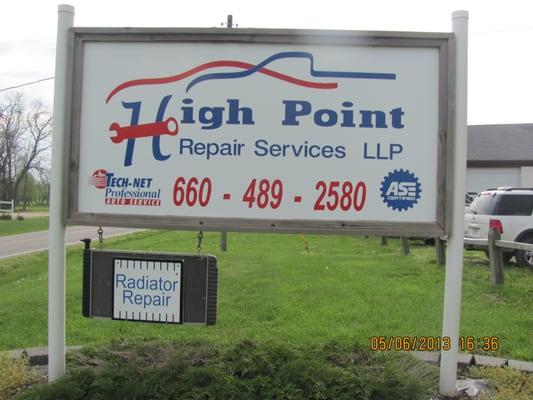 High Point
Repair Services LLP
TECH-NET
Professional
AUTO SERVICE
660 - 489 - 2580
ASE
CERTIFIED
Radiator
Repair
05/06/2013 16:36